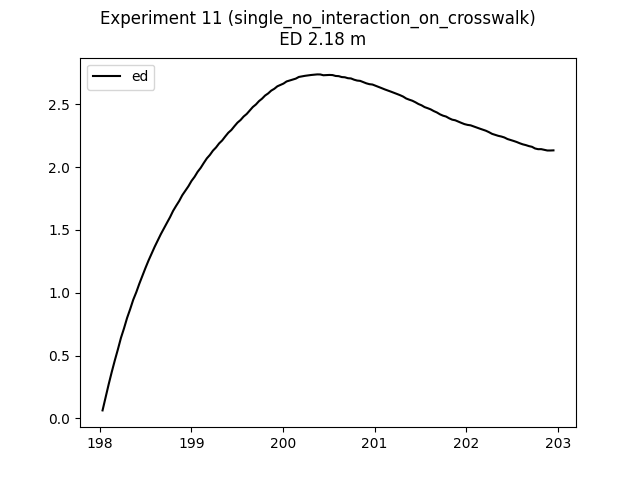 Experiment 11 (single_no_interaction_on_crosswalk)
ED 2.18 m
ed
2.5
2.0
1.5
1.0
0.5
0.0
198 199 200 201 202 203